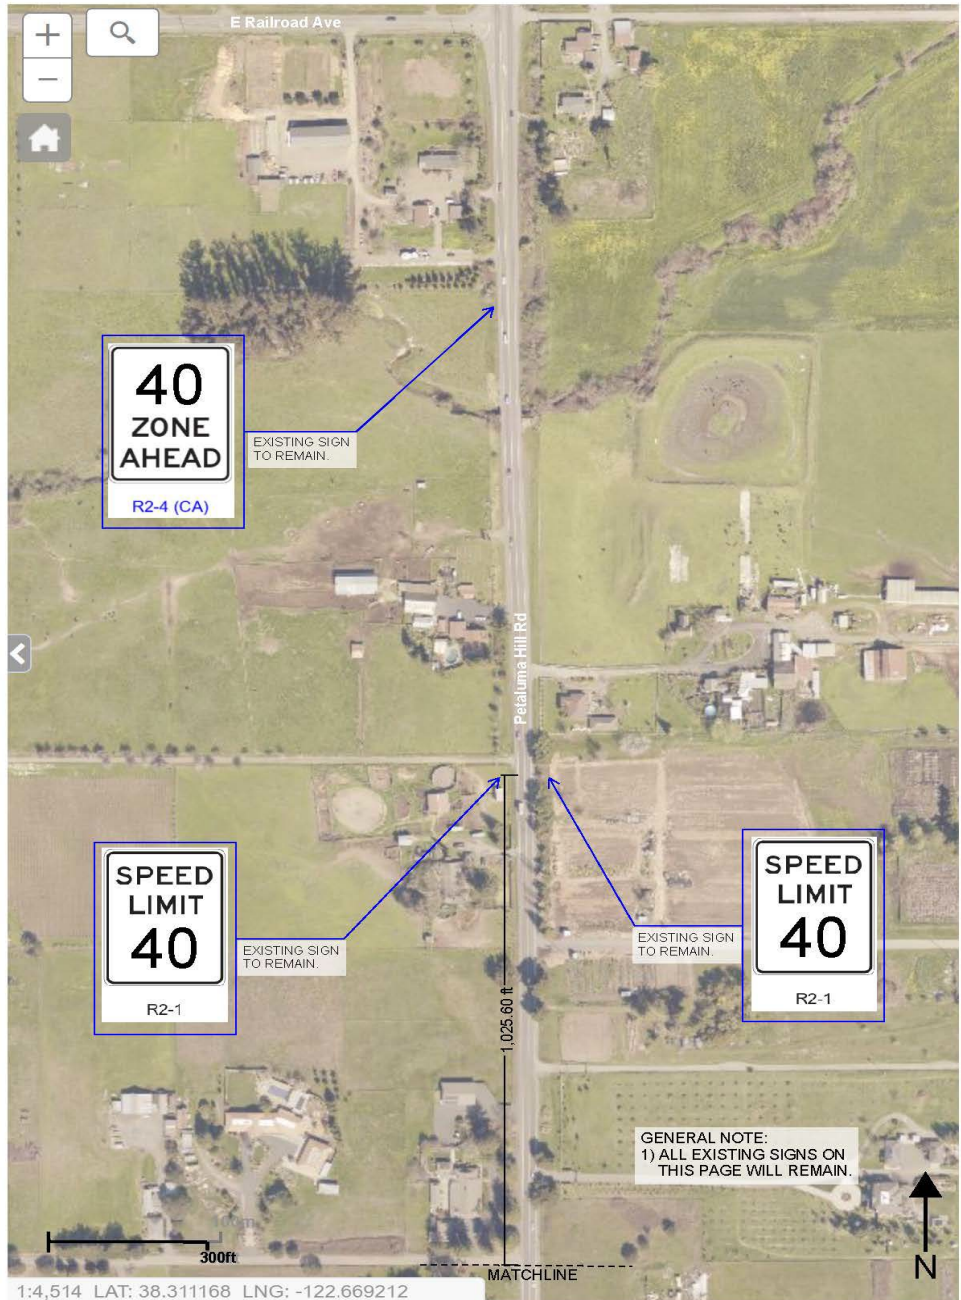 E Railroad Ave
40
ZONE
AHEAD
R2-4 (CA)
EXISTING SIGN
TO REMAIN.
Petaluma Hill Rd
SPEED
LIMIT
40
R2-1
EXISTING SIGN
TO REMAIN.
EXISTING SIGN
TO REMAIN.
SPEED
LIMIT
40
R2-1
1,025.60 ft
GENERAL NOTE:
1) ALL EXISTING SIGNS ON
THIS PAGE WILL REMAIN.
100m
300ft
MATCHLINE
N
1:4,514 LAT: 38.311168 LNG: -122.669212